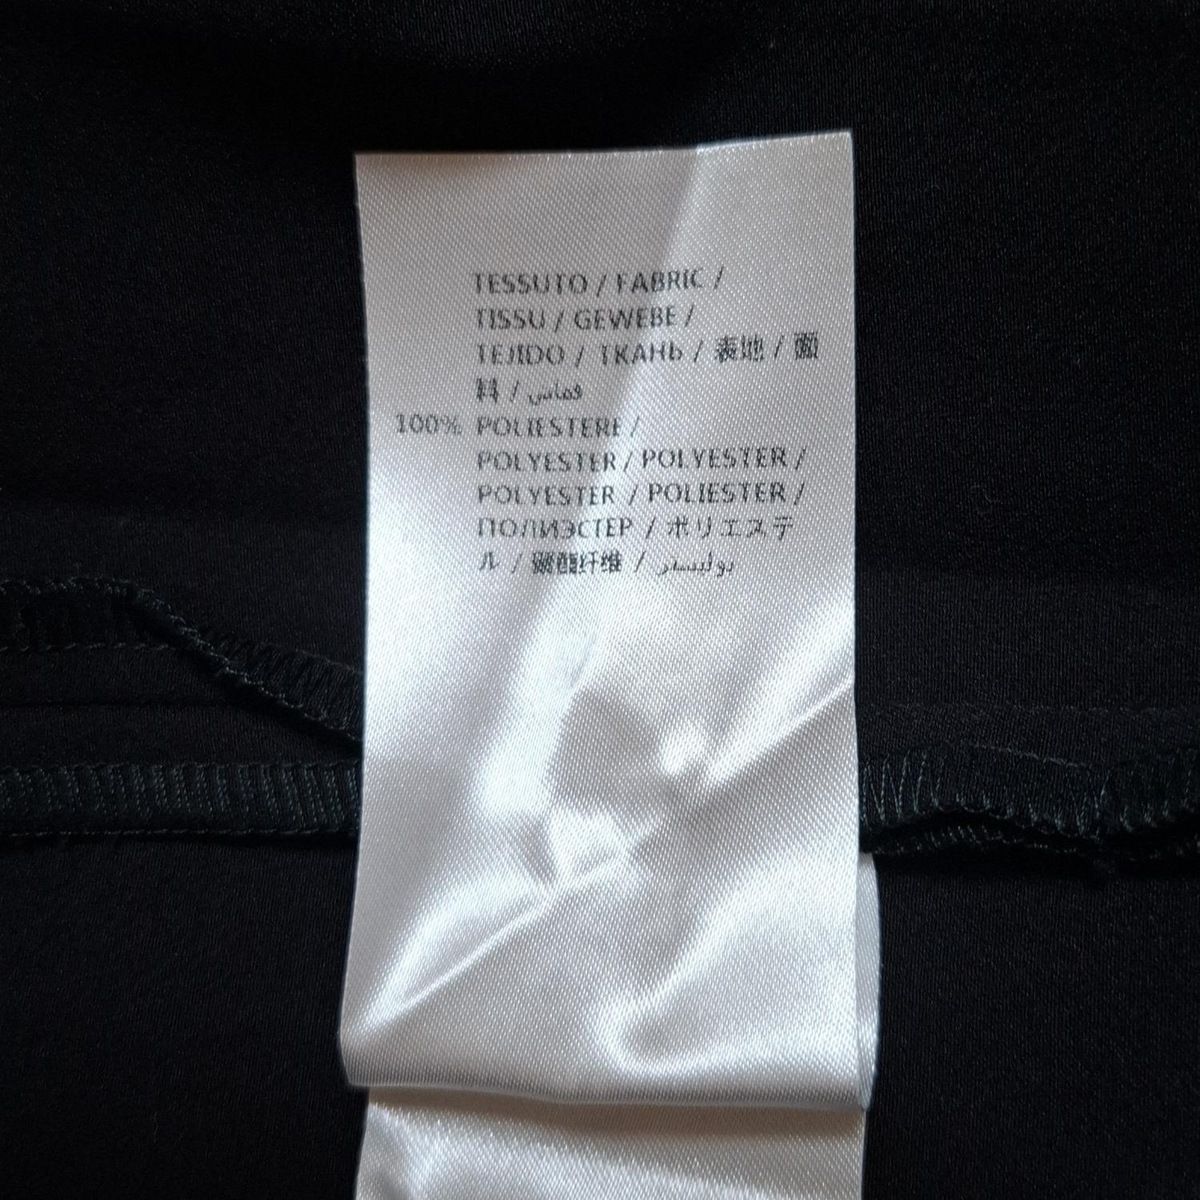 TESSUTO / FABRIC /
TISSU / GEWEBE /
TEJIDO / ТКАНЬ / 表地 / 面
料 / قماش
100% POLIESTERE /
POLYESTER / POLYESTER /
POLYESTER / POLIESTER /
ПОЛИЭСТЕР / ポリエステ
ル / 聚酯纤维 / بوليستر